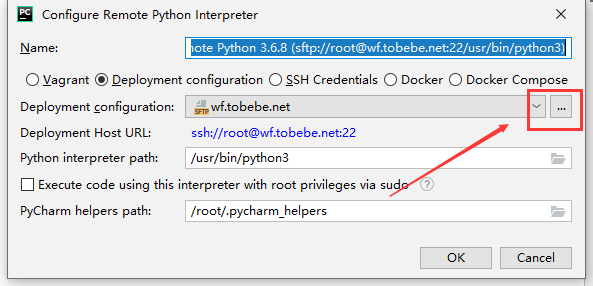 PC
Configure Remote Python Interpreter
Name: note Python 3.6.8 (sftp://root@wf.tobebe.net:22/usr/bin/python3)
Vagrant Deployment configuration SSH Credentials Docker Docker Compose
Deployment configuration: SFTP wf.tobebe.net ...
Deployment Host URL: ssh://root@wf.tobebe.net:22
Python interpreter path: /usr/bin/python3
Execute code using this interpreter with root privileges via sudo ?
PyCharm helpers path: /root/.pycharm_helpers
OK Cancel